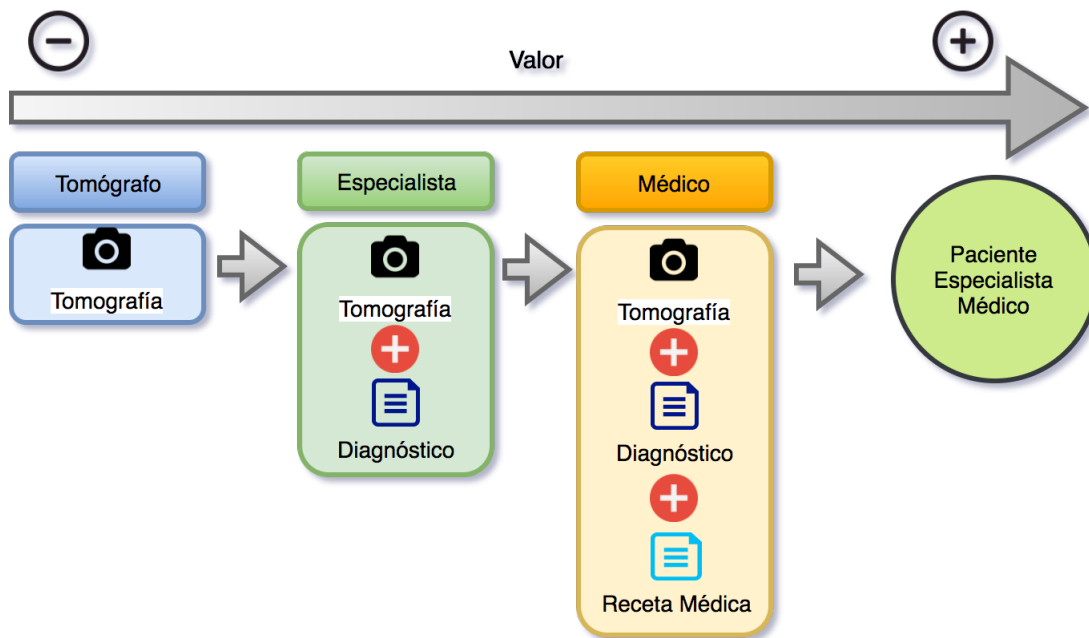 Valor
Tomógrafo
Especialista
Médico
Tomografía
Tomografía
Diagnóstico
Tomografía
Diagnóstico
Receta Médica
Paciente
Especialista
Médico